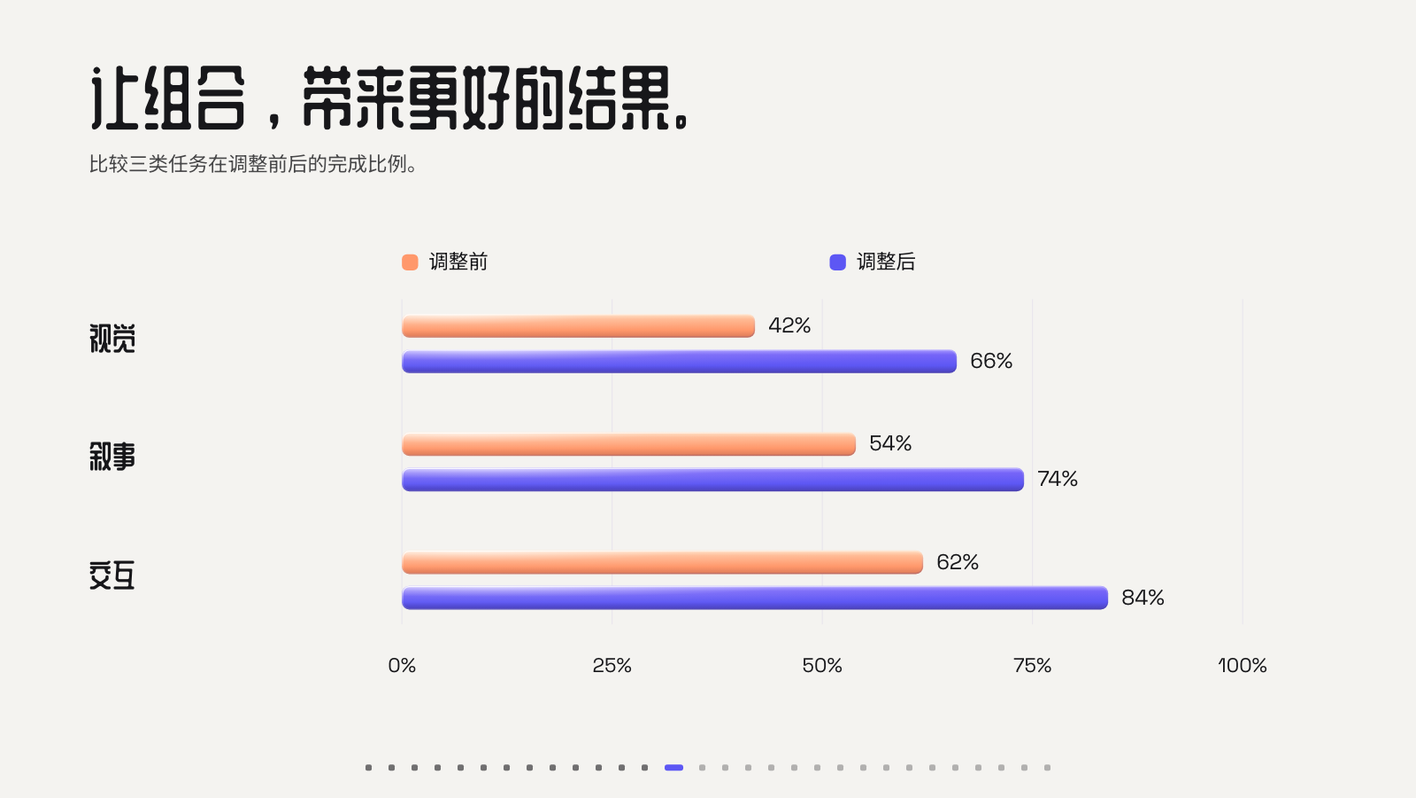 让组合，带来更好的结果。
比较三类任务在调整前后的完成比例。
调整前
调整后
视觉
42%
66%
叙事
54%
74%
交互
62%
84%
0%
25%
50%
75%
100%